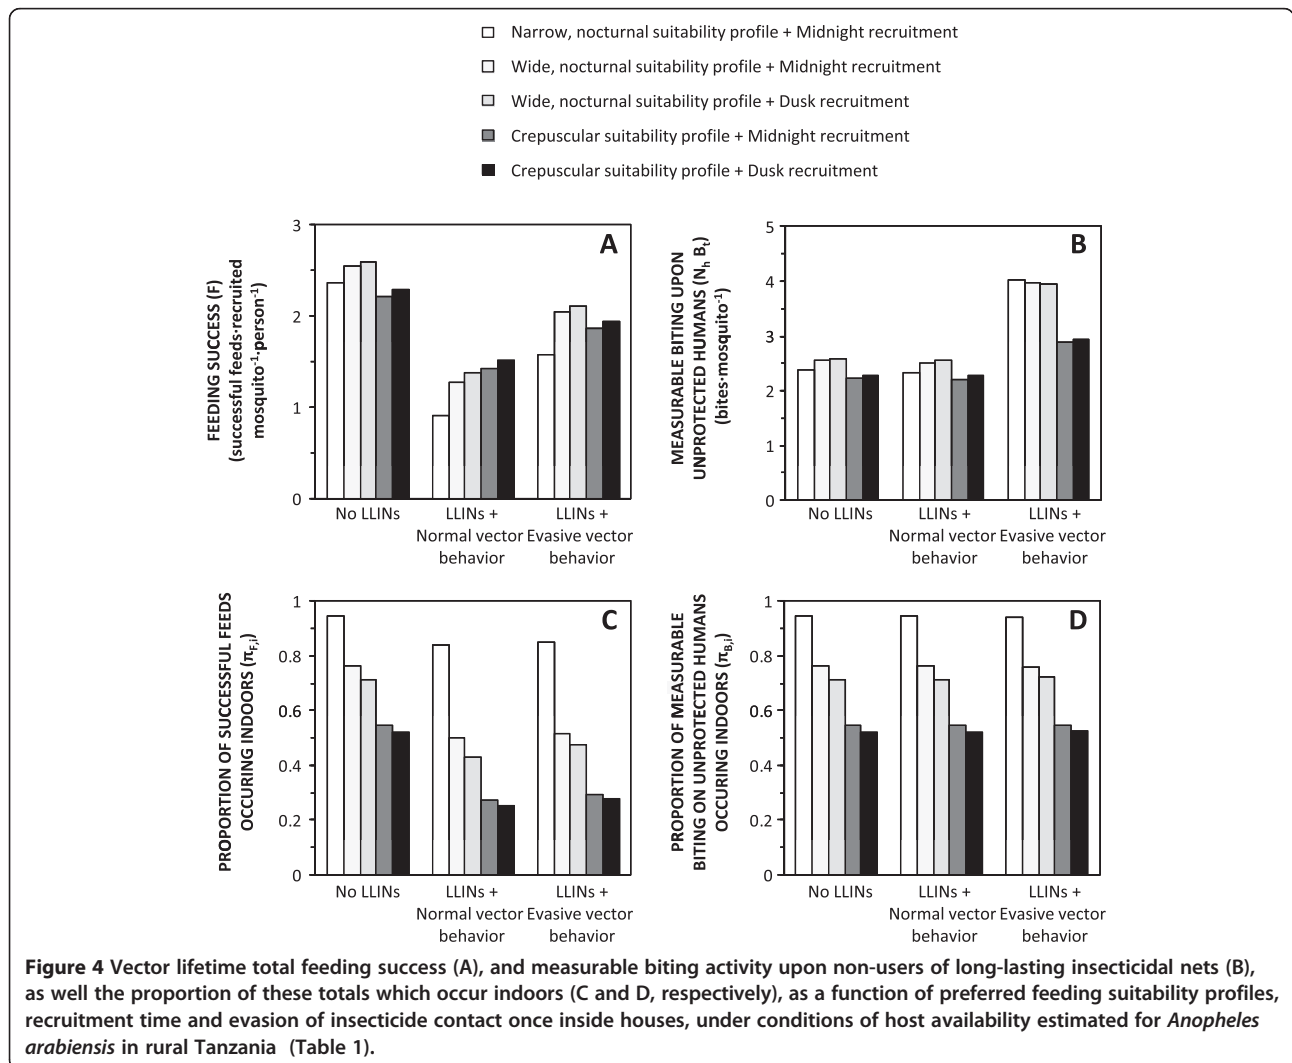 Narrow, nocturnal suitability profile + Midnight recruitment
Wide, nocturnal suitability profile + Midnight recruitment
Wide, nocturnal suitability profile + Dusk recruitment
Crepuscular suitability profile + Midnight recruitment
Crepuscular suitability profile + Dusk recruitment
A
FEEDING SUCCESS (F)
(successful feeds·recruited
mosquito⁻¹·person⁻¹)
3
2
1
0
No LLINs
LLINs +
Normal vector
behavior
LLINs +
Evasive vector
behavior
B
MEASURABLE BITING UPON
UNPROTECTED HUMANS (Nₕ Bₜ)
(bites·mosquito⁻¹)
5
4
3
2
1
0
No LLINs
LLINs +
Normal vector
behavior
LLINs +
Evasive vector
behavior
C
PROPORTION OF SUCCESSFUL FEEDS
OCCURING INDOORS (π_F,i)
1
0.8
0.6
0.4
0.2
0
No LLINs
LLINs +
Normal vector
behavior
LLINs +
Evasive vector
behavior
D
PROPORTION OF MEASURABLE
BITING ON UNPROTECTED HUMANS
OCCURING INDOORS (π_B,i)
1
0.8
0.6
0.4
0.2
0
No LLINs
LLINs +
Normal vector
behavior
LLINs +
Evasive vector
behavior
Figure 4 Vector lifetime total feeding success (A), and measurable biting activity upon non-users of long-lasting insecticidal nets (B),
as well the proportion of these totals which occur indoors (C and D, respectively), as a function of preferred feeding suitability profiles,
recruitment time and evasion of insecticide contact once inside houses, under conditions of host availability estimated for Anopheles
arabiensis in rural Tanzania (Table 1).